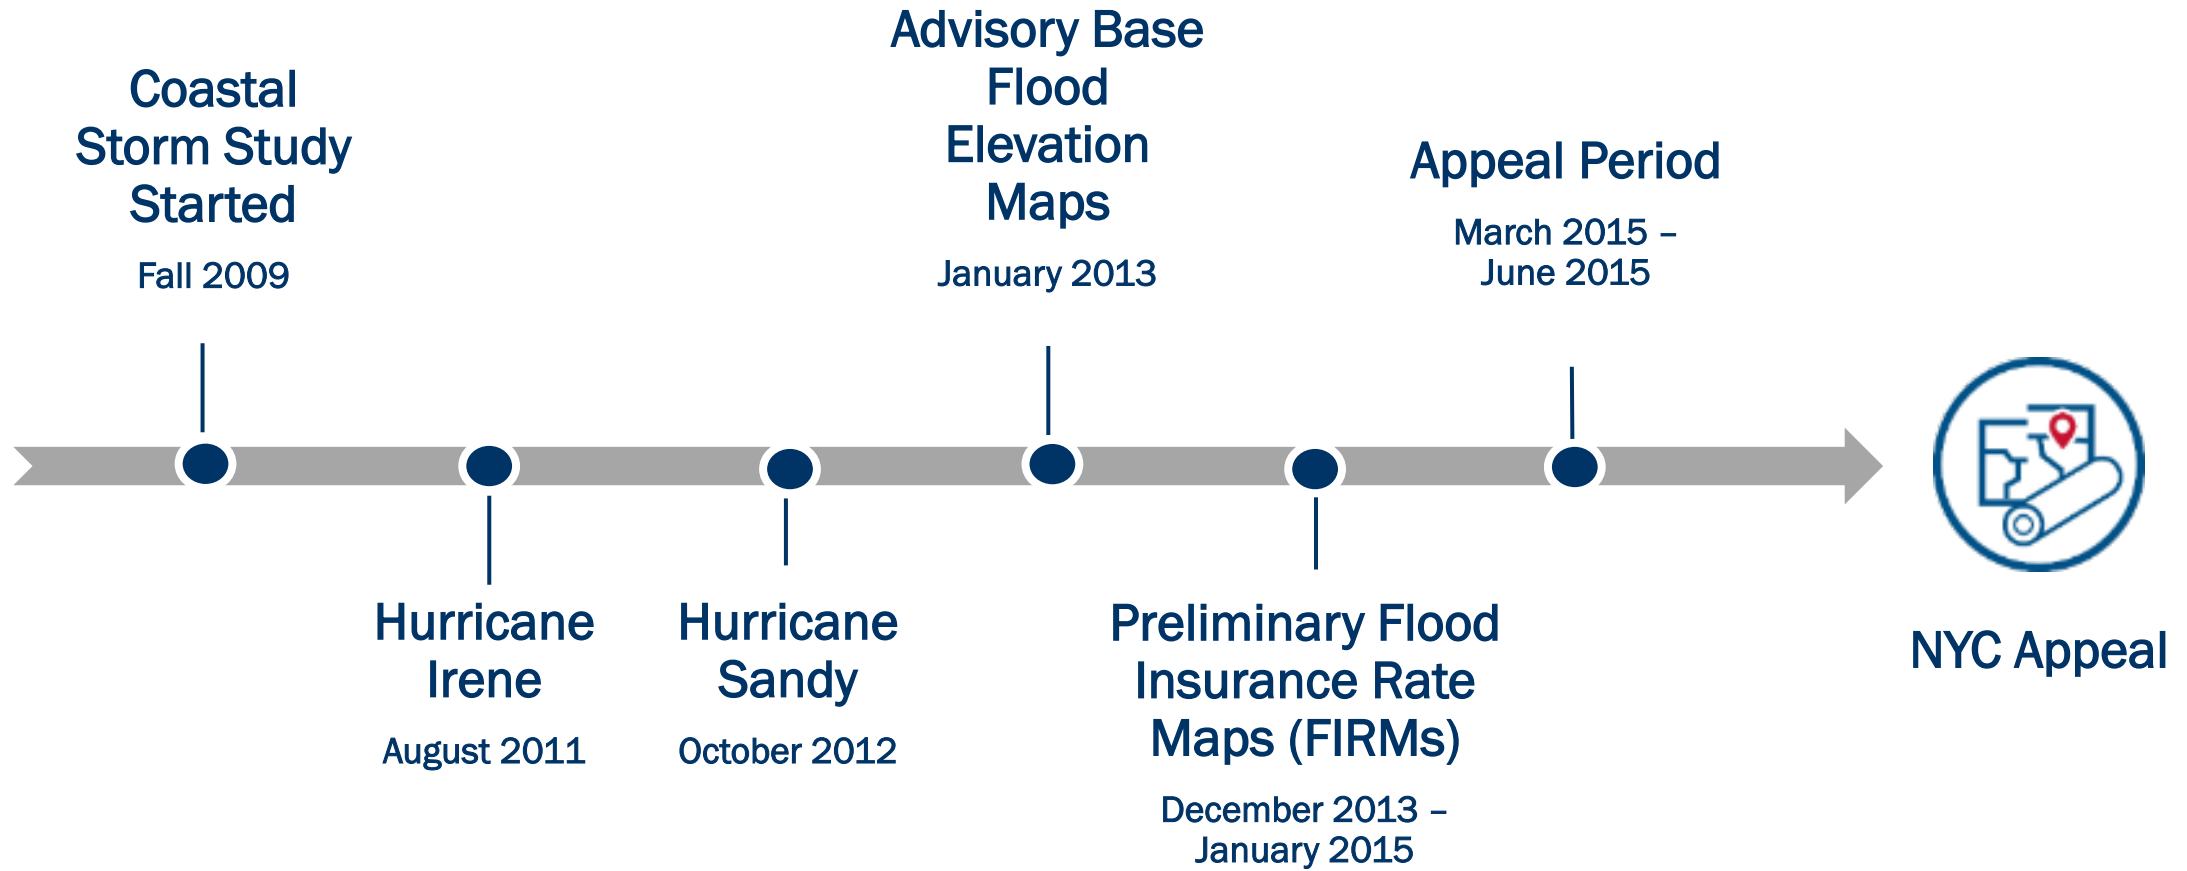 Coastal
Storm Study
Started
Fall 2009
Hurricane
Irene
August 2011
Hurricane
Sandy
October 2012
Advisory Base
Flood
Elevation
Maps
January 2013
Preliminary Flood
Insurance Rate
Maps (FIRMs)
December 2013 –
January 2015
Appeal Period
March 2015 –
June 2015
NYC Appeal